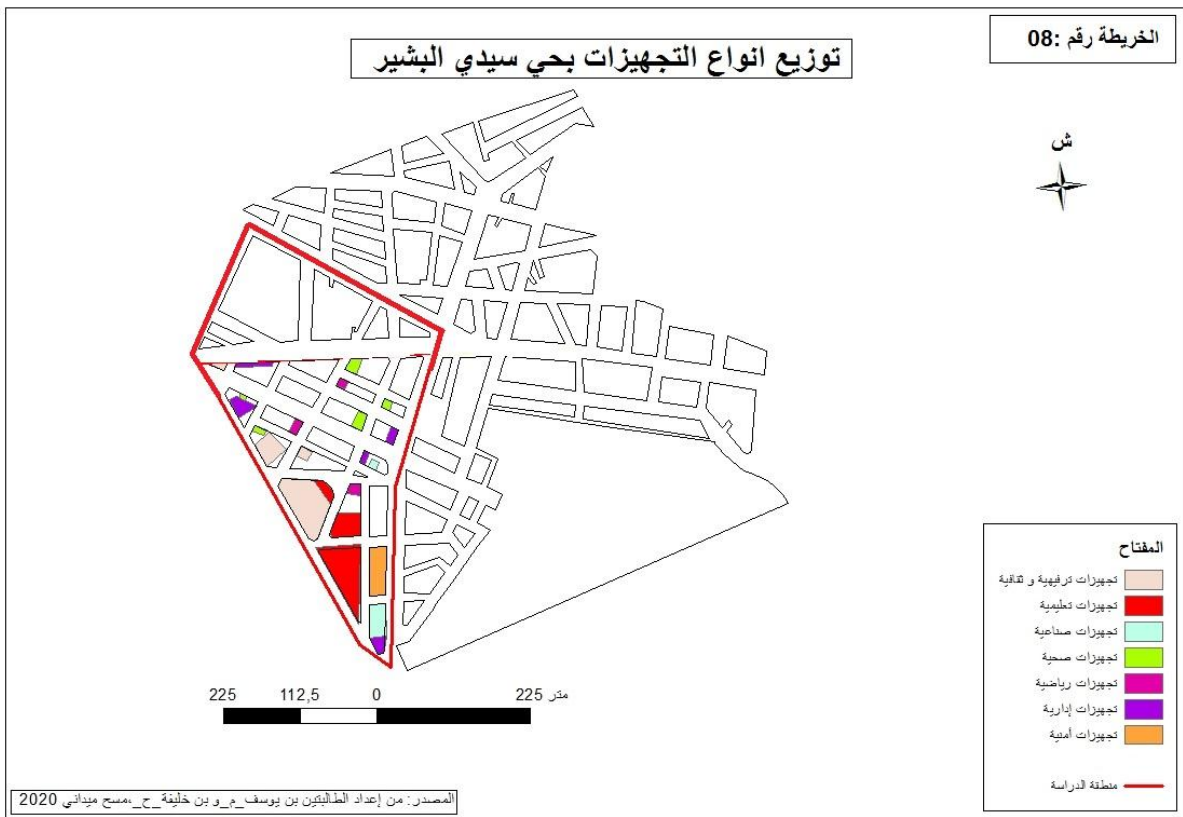 الخريطة رقم :08
توزيع انواع التجهيزات بحي سيدي البشير
ش
225 112,5 0 225 متر
المفتاح
تجهيزات ترفيهية و ثقافية
تجهيزات تعليمية
تجهيزات صناعية
تجهيزات صحية
تجهيزات رياضية
تجهيزات إدارية
تجهيزات أمنية
منطقة الدراسة
المصدر: من إعداد الطالبتين بن يوسف_م_و بن خليفة_ح_،مسح ميداني 2020